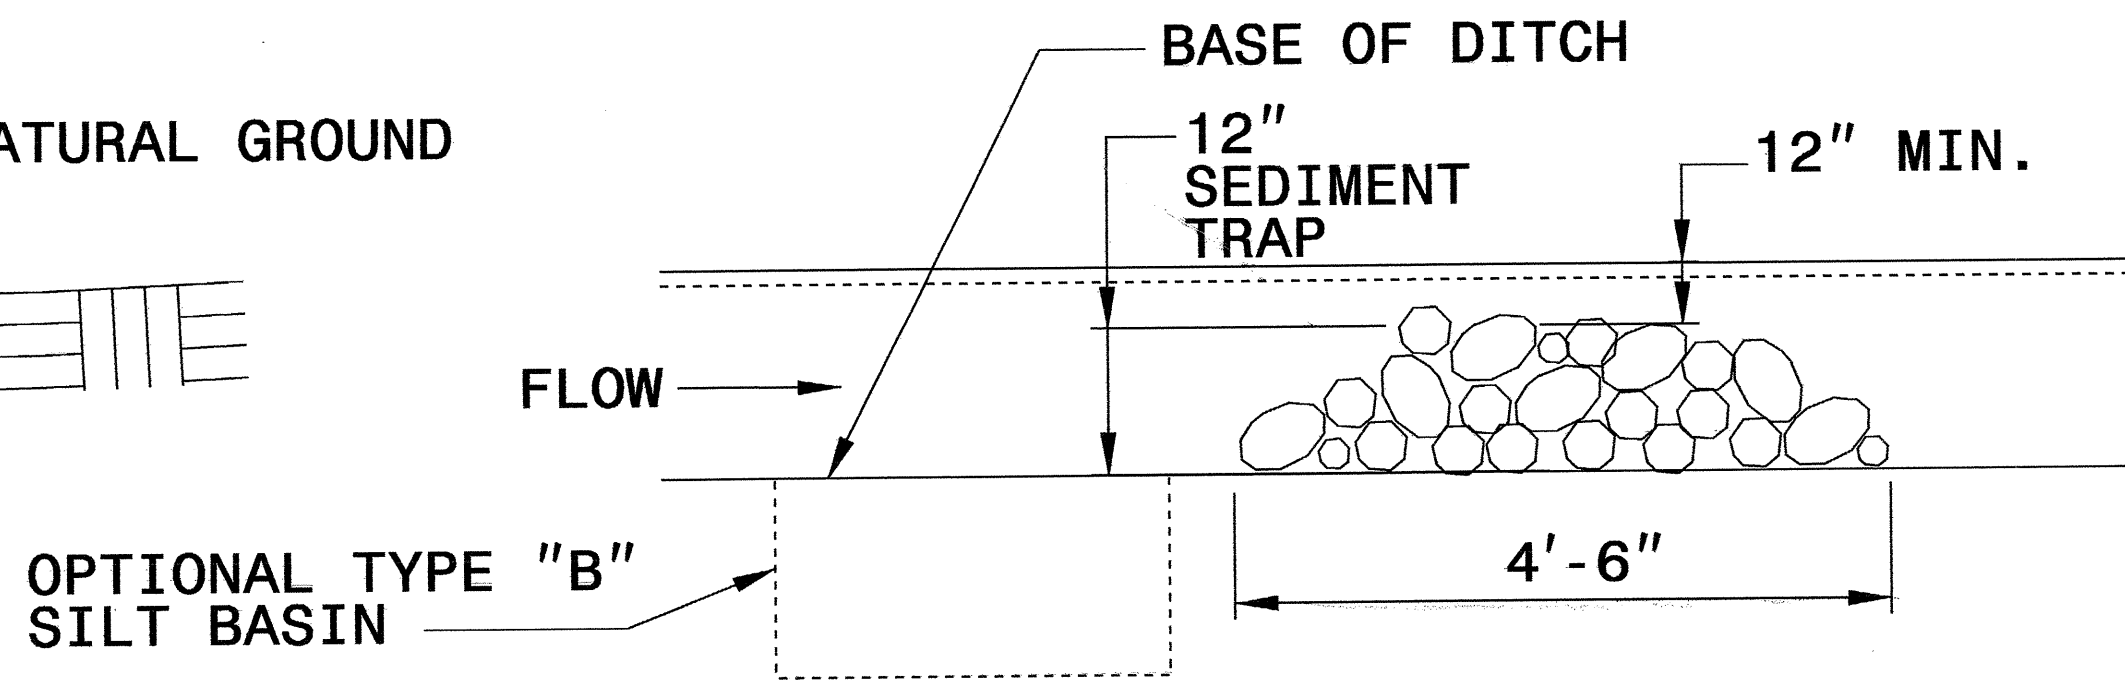 BASE OF DITCH
12"
SEDIMENT
TRAP
12" MIN.
ATURAL GROUND
FLOW
OPTIONAL TYPE "B"
SILT BASIN
4'-6"